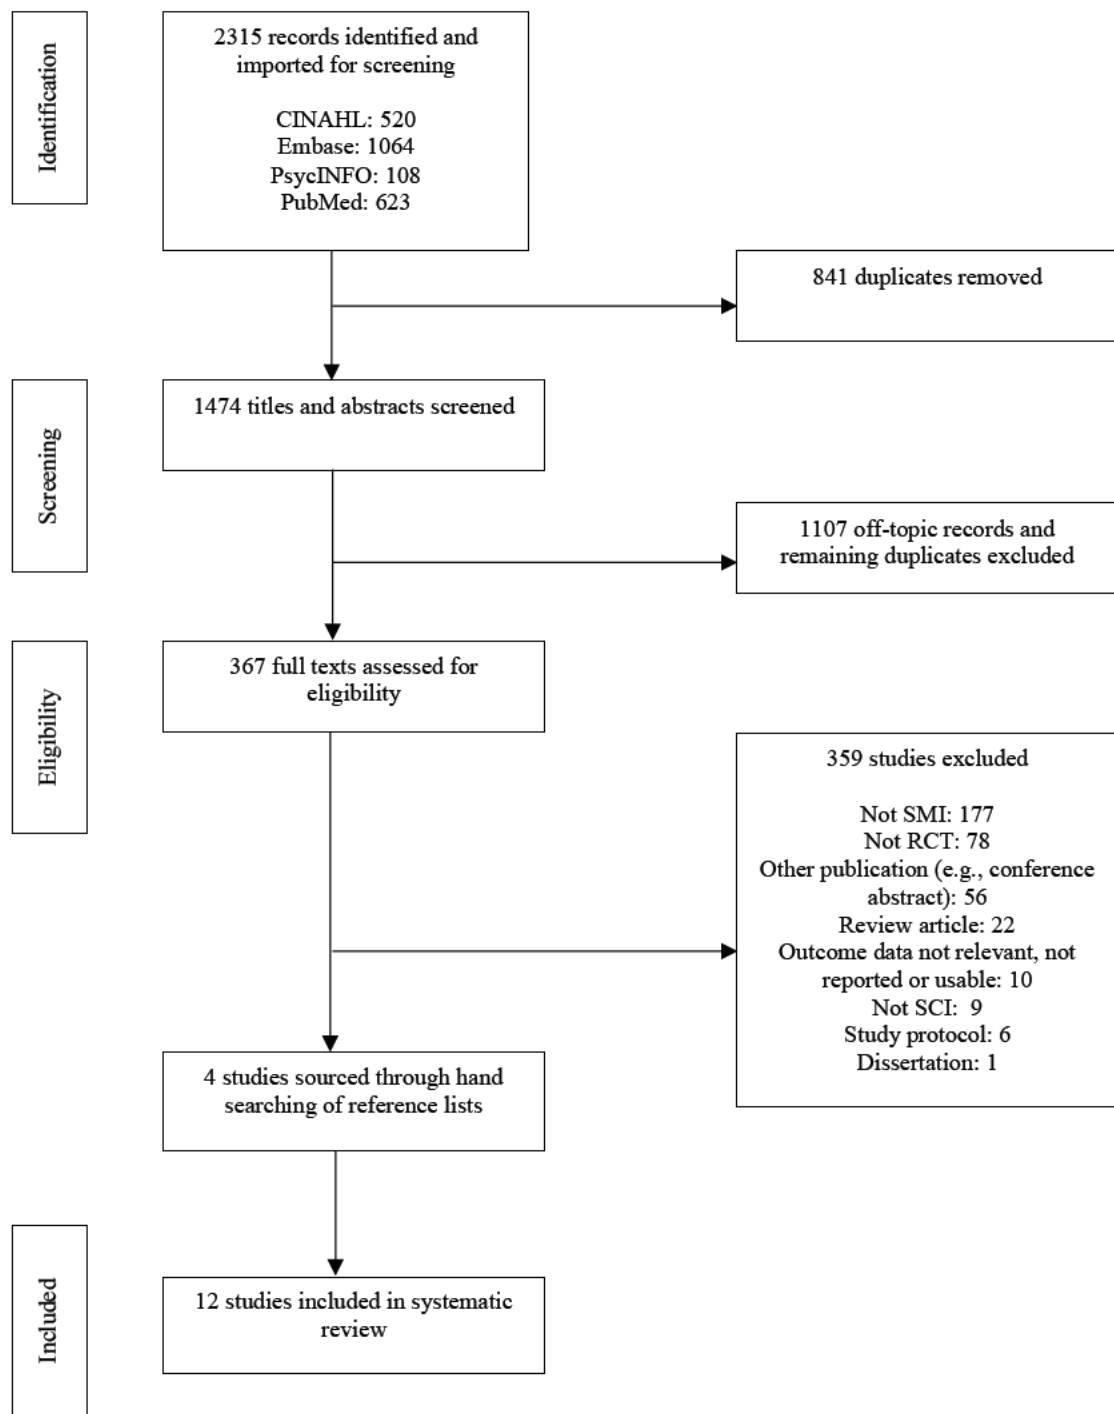 Identification
2315 records identified and
imported for screening
CINAHL: 520
Embase: 1064
PsycINFO: 108
PubMed: 623
841 duplicates removed
Screening
1474 titles and abstracts screened
1107 off-topic records and
remaining duplicates excluded
Eligibility
367 full texts assessed for
eligibility
359 studies excluded
Not SMI: 177
Not RCT: 78
Other publication (e.g., conference
abstract): 56
Review article: 22
Outcome data not relevant, not
reported or usable: 10
Not SCI:  9
Study protocol: 6
Dissertation: 1
4 studies sourced through hand
searching of reference lists
Included
12 studies included in systematic
review